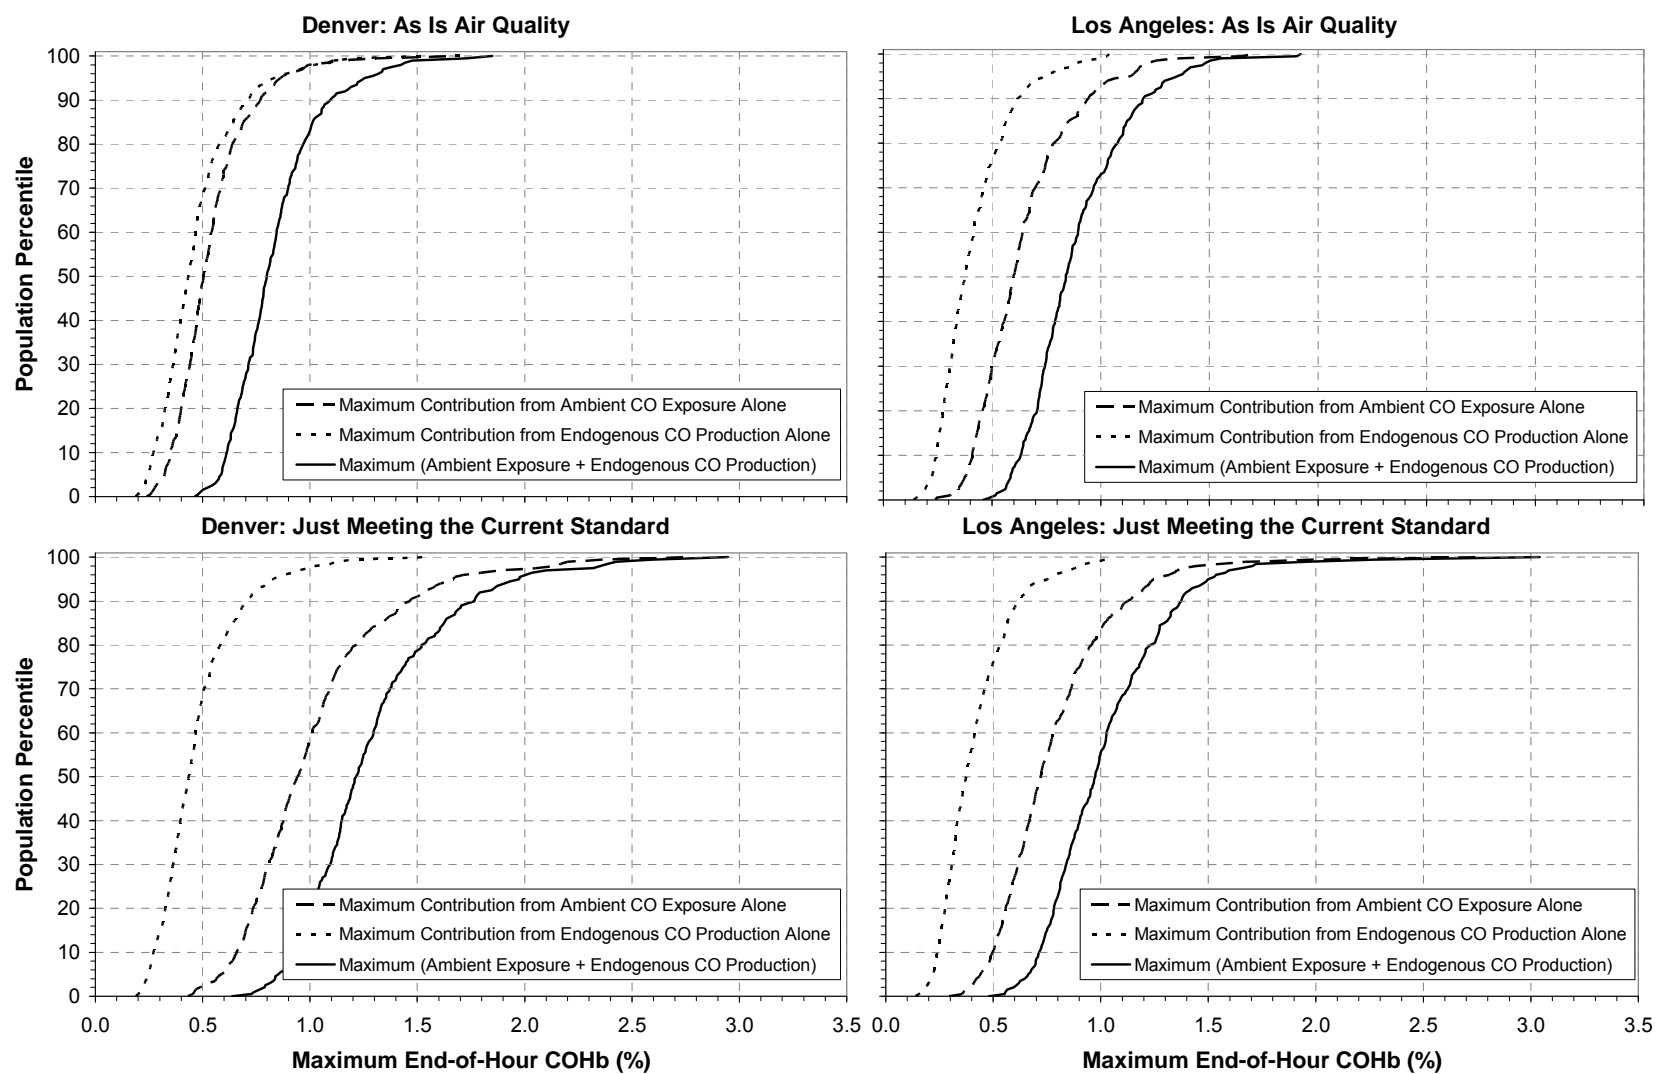 Denver: As Is Air Quality
Population Percentile
100
90
80
70
60
50
40
30
20
10
0
Maximum Contribution from Ambient CO Exposure Alone
Maximum Contribution from Endogenous CO Production Alone
Maximum (Ambient Exposure + Endogenous CO Production)
Los Angeles: As Is Air Quality
Maximum Contribution from Ambient CO Exposure Alone
Maximum Contribution from Endogenous CO Production Alone
Maximum (Ambient Exposure + Endogenous CO Production)
Denver: Just Meeting the Current Standard
Population Percentile
100
90
80
70
60
50
40
30
20
10
0
Maximum Contribution from Ambient CO Exposure Alone
Maximum Contribution from Endogenous CO Production Alone
Maximum (Ambient Exposure + Endogenous CO Production)
0.0 0.5 1.0 1.5 2.0 2.5 3.0 3.5
Maximum End-of-Hour COHb (%)
Los Angeles: Just Meeting the Current Standard
Maximum Contribution from Ambient CO Exposure Alone
Maximum Contribution from Endogenous CO Production Alone
Maximum (Ambient Exposure + Endogenous CO Production)
0.0 0.5 1.0 1.5 2.0 2.5 3.0 3.5
Maximum End-of-Hour COHb (%)